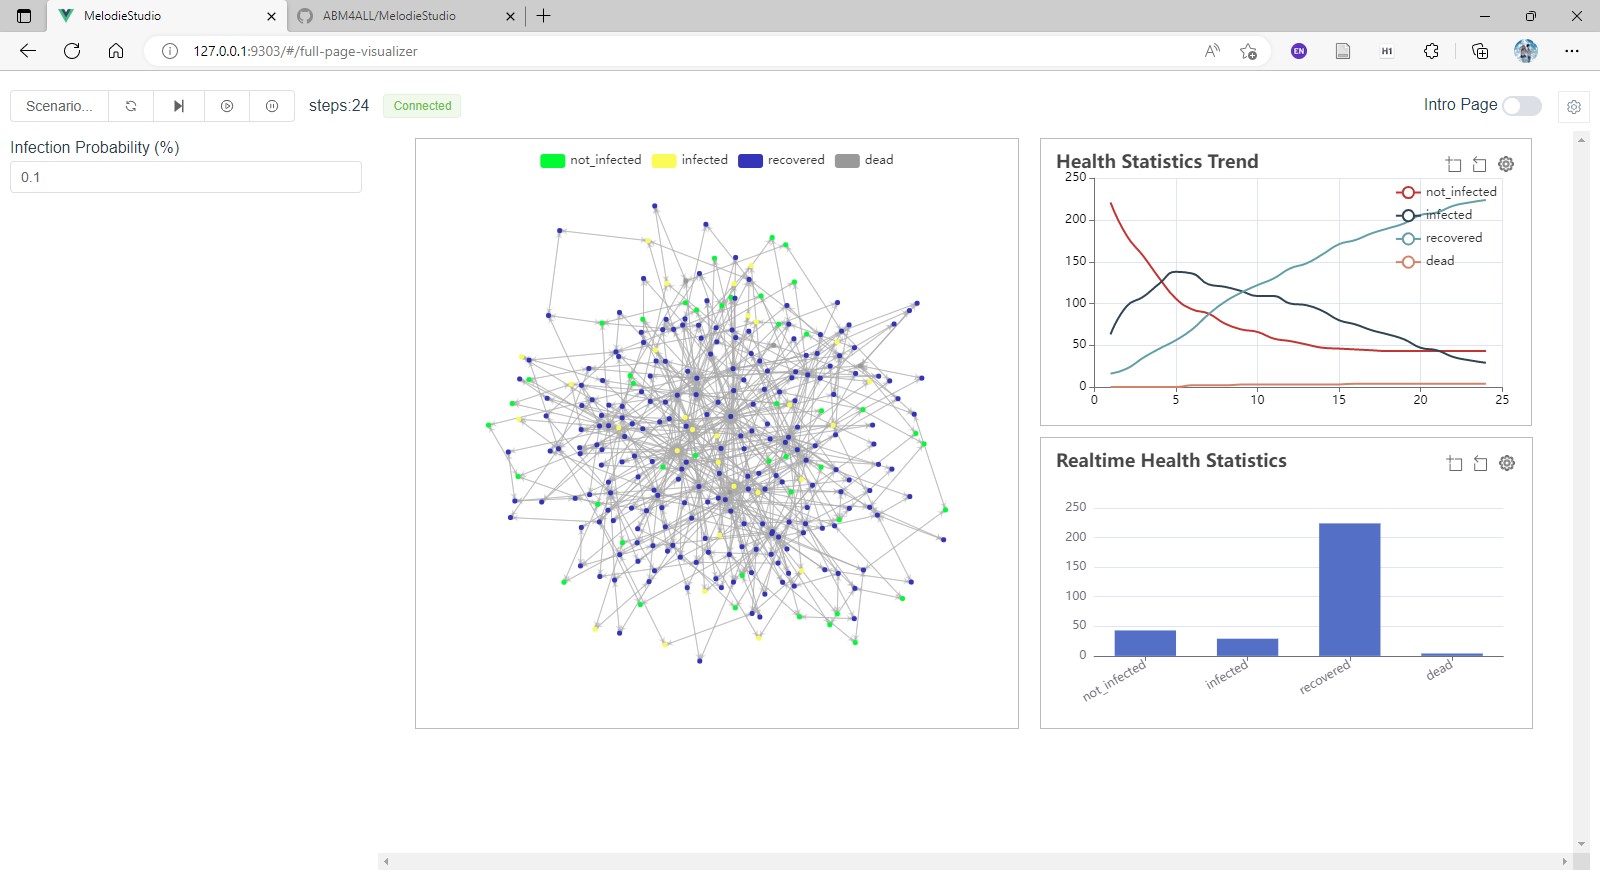 MelodieStudio
ABM4ALL/MelodieStudio
127.0.0.1:9303/#/full-page-visualizer
EN
H1
Scenario...
steps:24
Connected
Intro Page
Infection Probability (%)
0.1
not_infected infected recovered dead
Health Statistics Trend
250
200
150
100
50
0
0 5 10 15 20 25
not_infected
infected
recovered
dead
Realtime Health Statistics
250
200
150
100
50
0
not_infected infected recovered dead